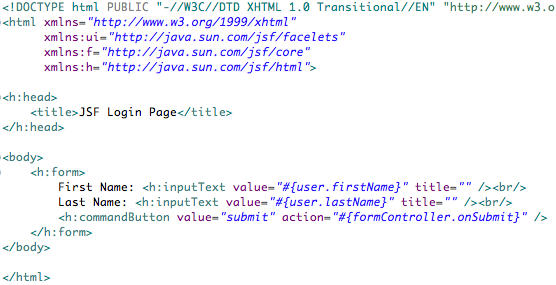 <!DOCTYPE html PUBLIC "-//W3C//DTD XHTML 1.0 Transitional//EN" "http://www.w3.o
<html xmlns="http://www.w3.org/1999/xhtml"
xmlns:ui="http://java.sun.com/jsf/facelets"
xmlns:f="http://java.sun.com/jsf/core"
xmlns:h="http://java.sun.com/jsf/html">
<h:head>
<title>JSF Login Page</title>
</h:head>
<body>
<h:form>
First Name: <h:inputText value="#{user.firstName}" title="" /><br/>
Last Name: <h:inputText value="#{user.lastName}" title="" /><br/>
<h:commandButton value="submit" action="#{formController.onSubmit}" />
</h:form>
</body>
</html>